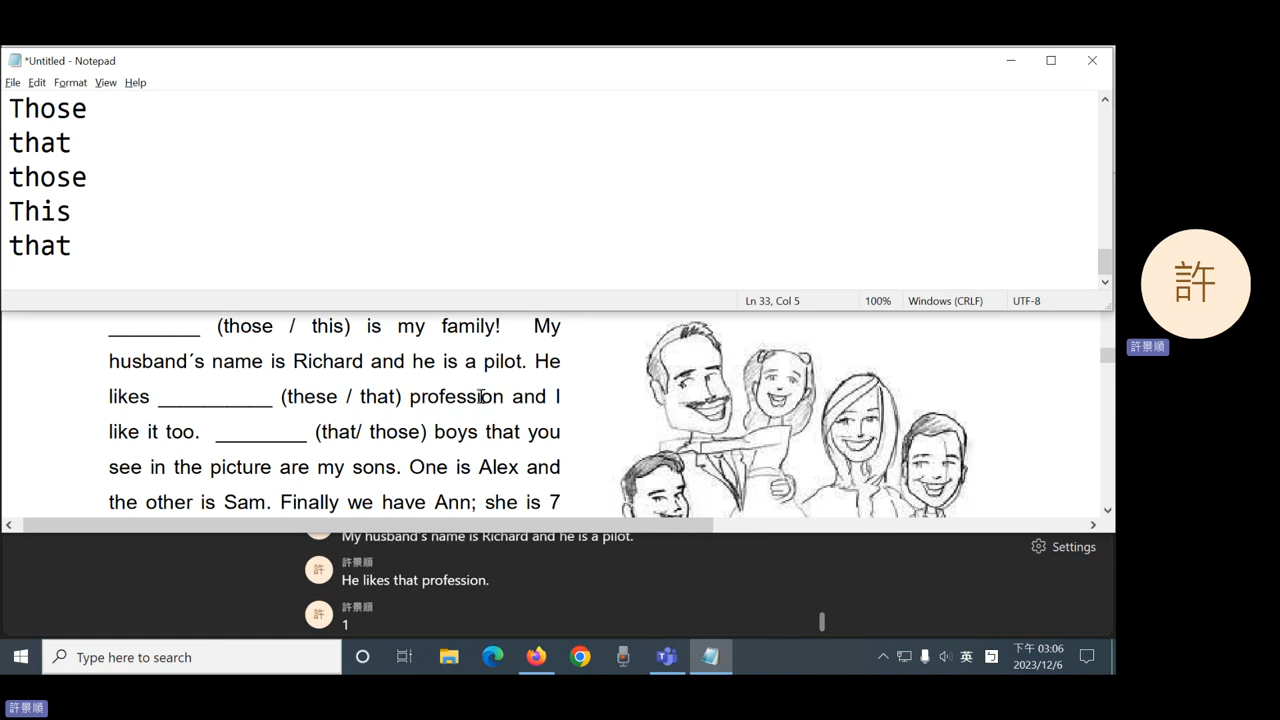 *Untitled - Notepad
File Edit Format View Help
Those
that
those
This
that
Ln 33, Col 5 100% Windows (CRLF) UTF-8
________ (those / this) is my family! My
husband´s name is Richard and he is a pilot. He
likes __________ (these / that) profession and I
like it too. ________ (that/ those) boys that you
see in the picture are my sons. One is Alex and
the other is Sam. Finally we have Ann; she is 7
My husband's name is Richard and he is a pilot.
Settings
許 許景順
He likes that profession.
許 許景順
1
許
許景順
Type here to search
英
下午 03:06
2023/12/6
許景順